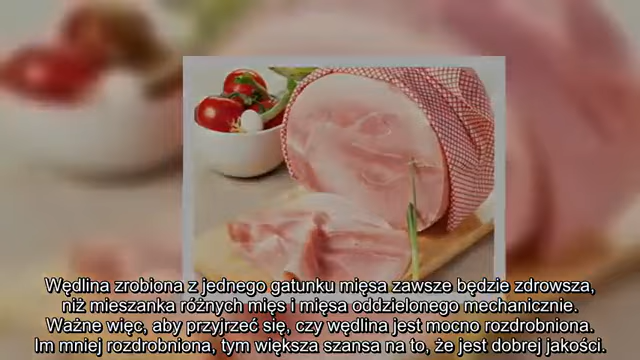 Wędlina zrobiona z jednego gatunku mięsa zawsze będzie zdrowsza,
niż mieszanka różnych mięs i mięsa oddzielonego mechanicznie.
Ważne więc, aby przyjrzeć się, czy wędlina jest mocno rozdrobniona.
Im mniej rozdrobniona, tym większa szansa na to, że jest dobrej jakości.